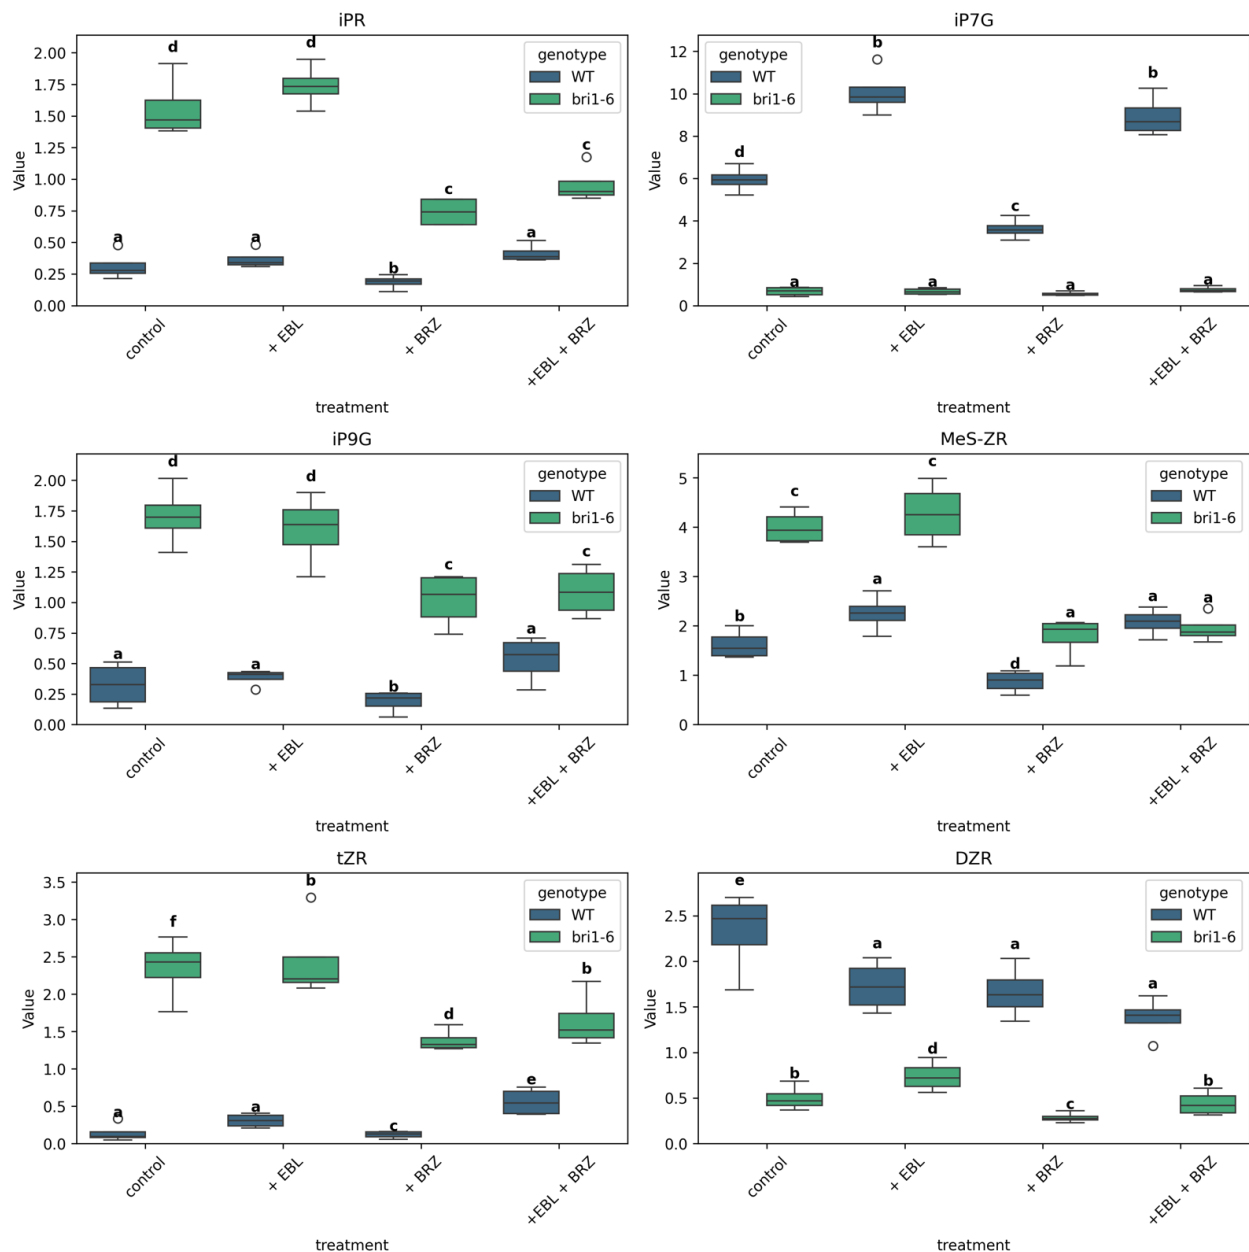 iPR
Value
2.00
1.75
1.50
1.25
1.00
0.75
0.50
0.25
0.00
d
d
c
c
a
a
b
a
genotype
WT
bri1-6
control
+ EBL
+ BRZ
+EBL + BRZ
treatment
iP7G
Value
12
10
8
6
4
2
0
genotype
WT
bri1-6
d
b
c
b
a
a
a
a
control
+ EBL
+ BRZ
+EBL + BRZ
treatment
iP9G
Value
2.00
1.75
1.50
1.25
1.00
0.75
0.50
0.25
0.00
d
d
c
c
a
a
b
a
genotype
WT
bri1-6
control
+ EBL
+ BRZ
+EBL + BRZ
treatment
MeS-ZR
Value
5
4
3
2
1
0
c
c
b
a
a
d
a
a
genotype
WT
bri1-6
control
+ EBL
+ BRZ
+EBL + BRZ
treatment
tZR
Value
3.5
3.0
2.5
2.0
1.5
1.0
0.5
0.0
f
b
d
b
a
a
c
e
genotype
WT
bri1-6
control
+ EBL
+ BRZ
+EBL + BRZ
treatment
DZR
Value
2.5
2.0
1.5
1.0
0.5
0.0
e
a
a
a
b
d
c
b
genotype
WT
bri1-6
control
+ EBL
+ BRZ
+EBL + BRZ
treatment